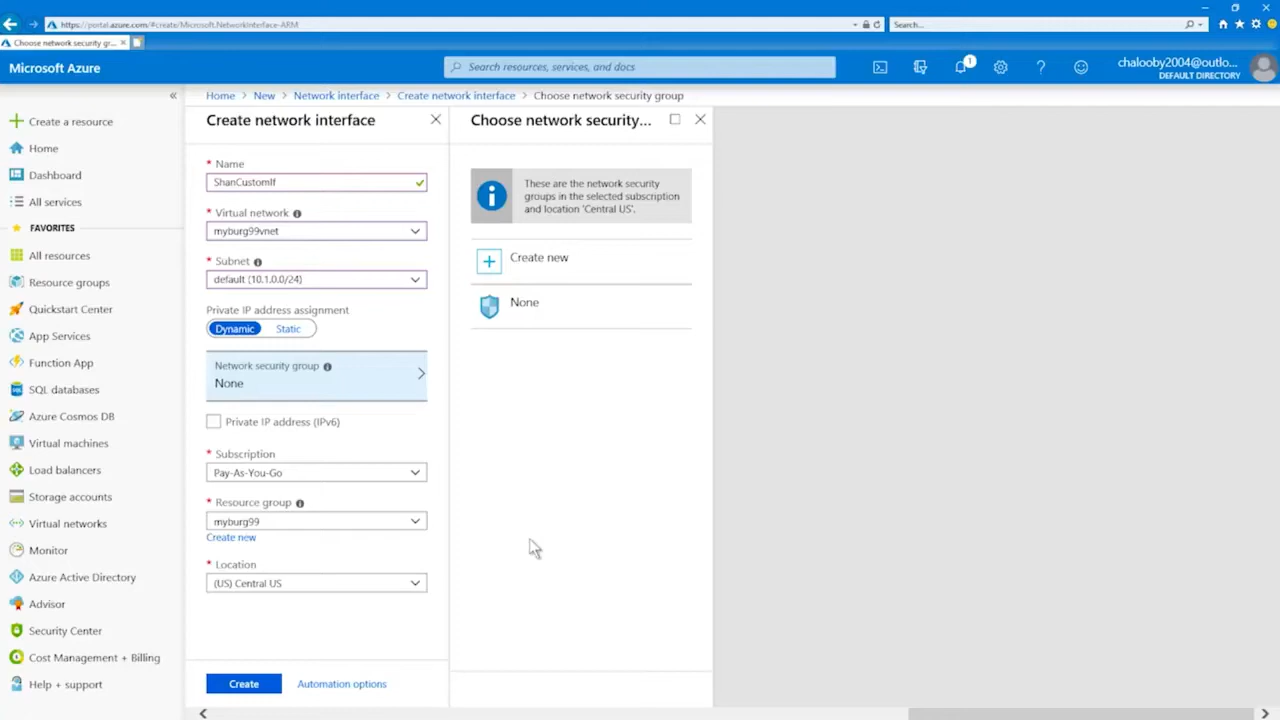 https://portal.azure.com/#create/Microsoft.NetworkInterface-ARM
Search...
Choose network security gr...
Microsoft Azure
Search resources, services, and docs
1
chalooby2004@outlo...
DEFAULT DIRECTORY
Home > New > Network interface > Create network interface > Choose network security group
Create a resource
Home
Dashboard
All services
FAVORITES
All resources
Resource groups
Quickstart Center
App Services
Function App
SQL databases
Azure Cosmos DB
Virtual machines
Load balancers
Storage accounts
Virtual networks
Monitor
Azure Active Directory
Advisor
Security Center
Cost Management + Billing
Help + support
Create network interface
* Name
ShanCustomIf
* Virtual network
myburg99vnet
* Subnet
default (10.1.0.0/24)
Private IP address assignment
Dynamic Static
Network security group
None
Private IP address (IPv6)
* Subscription
Pay-As-You-Go
* Resource group
myburg99
Create new
* Location
(US) Central US
Create Automation options
Choose network security...
These are the network security
groups in the selected subscription
and location 'Central US'.
Create new
None